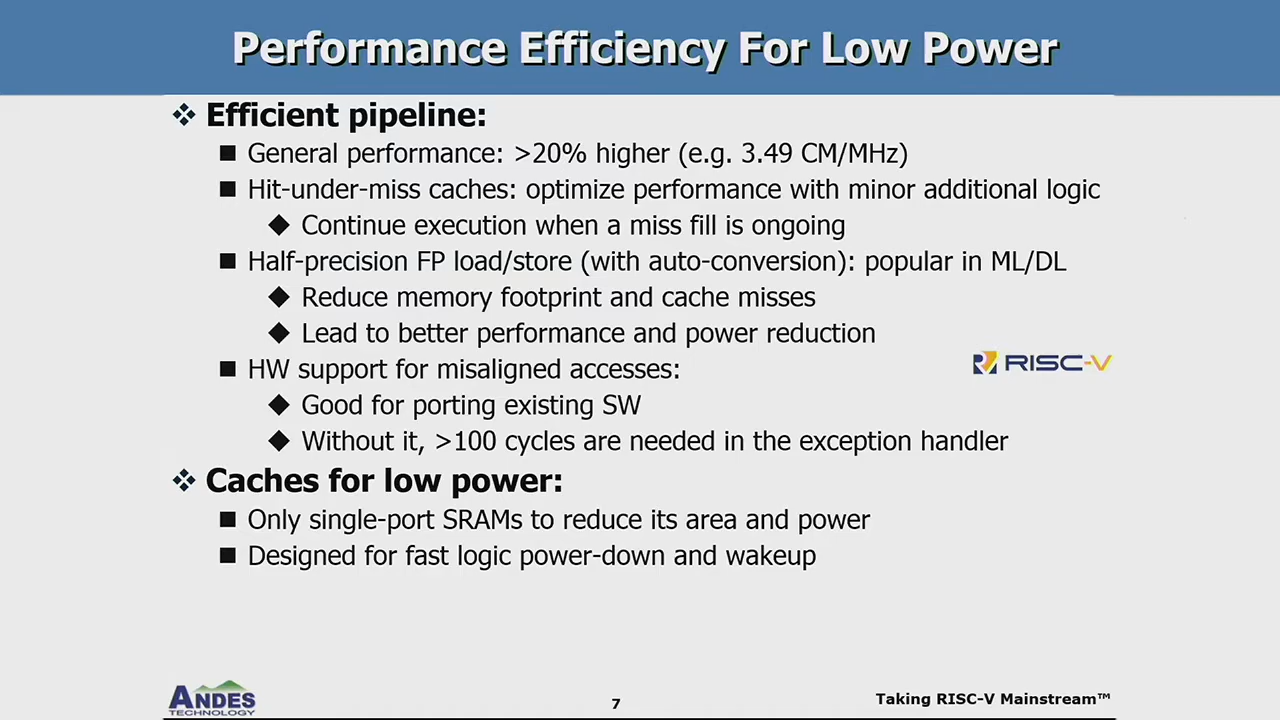 Performance Efficiency For Low Power
❖ Efficient pipeline:
■ General performance: >20% higher (e.g. 3.49 CM/MHz)
■ Hit-under-miss caches: optimize performance with minor additional logic
◆ Continue execution when a miss fill is ongoing
■ Half-precision FP load/store (with auto-conversion): popular in ML/DL
◆ Reduce memory footprint and cache misses
◆ Lead to better performance and power reduction
■ HW support for misaligned accesses:
RISC-V
◆ Good for porting existing SW
◆ Without it, >100 cycles are needed in the exception handler
❖ Caches for low power:
■ Only single-port SRAMs to reduce its area and power
■ Designed for fast logic power-down and wakeup
ANDES
TECHNOLOGY
7
Taking RISC-V Mainstream™